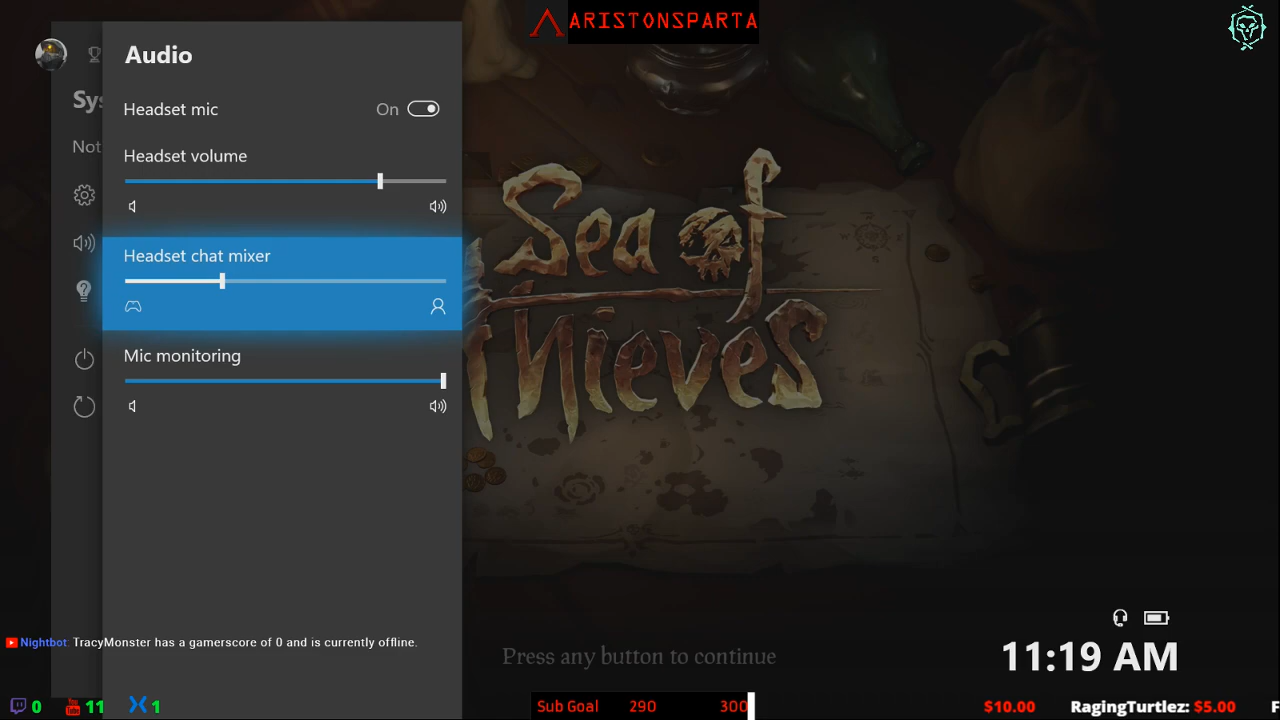 ARISTONSPARTA
Audio
Sys
Headset mic
On
Not
Headset volume
Headset chat mixer
Mic monitoring
Sea of
Thieves
Press any button to continue
11:19 AM
Nightbot: TracyMonster has a gamerscore of 0 and is currently offline.
0
You
11
1
Sub Goal 290 300
$10.00
RagingTurtlez: $5.00
F